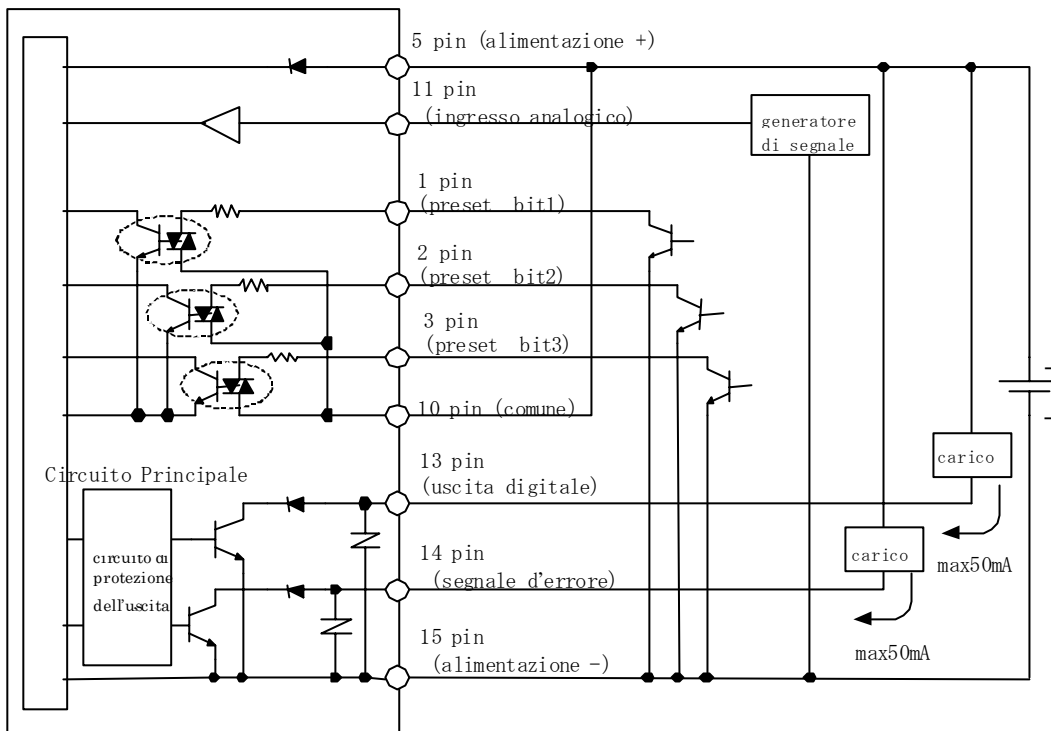 5 pin (alimentazione +)
11 pin
(ingresso analogico)
generatore
di segnale
1 pin
(preset bit1)
2 pin
(preset bit2)
3 pin
(preset bit3)
10 pin (comune)
Circuito Principale
13 pin
(uscita digitale)
carico
max50mA
circuito di
protezione
dell'uscita
14 pin
(segnale d'errore)
carico
max50mA
15 pin
(alimentazione -)